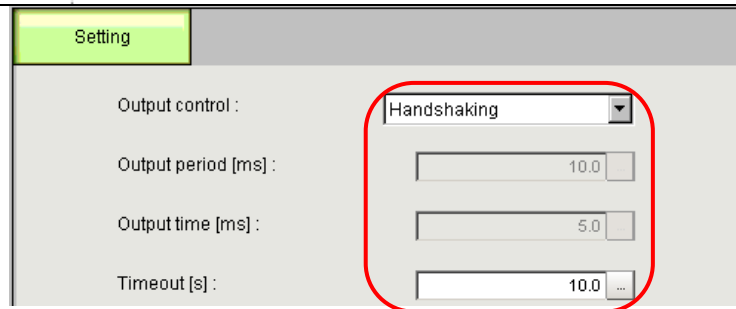 Setting
Output control : Handshaking
Output period [ms] : 10.0 ...
Output time [ms] : 5.0 ...
Timeout [s] : 10.0 ...